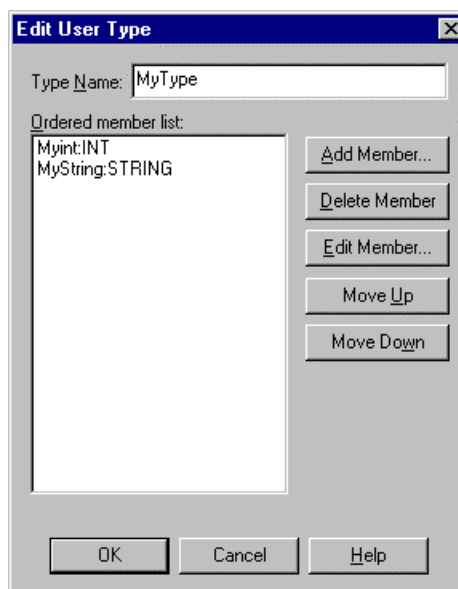 Edit User Type
Type Name: MyType
Ordered member list:
Myint:INT
MyString:STRING
Add Member...
Delete Member
Edit Member...
Move Up
Move Down
OK Cancel Help